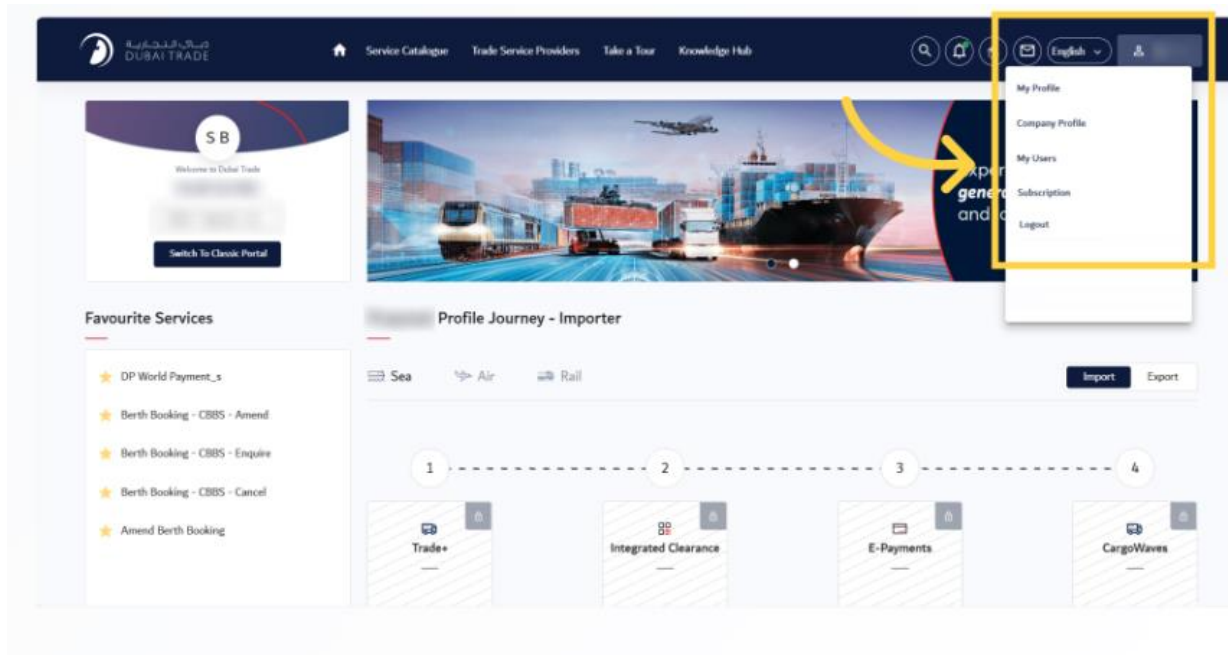 دبي التجارية
DUBAI TRADE
Service Catalogue
Trade Service Providers
Take a Tour
Knowledge Hub
English
My Profile
Company Profile
My Users
Subscription
Logout
S B
Welcome to Dubai Trade
Switch To Classic Portal
gener
Favourite Services
DP World Payment_s
Berth Booking - CBBS - Amend
Berth Booking - CBBS - Enquire
Berth Booking - CBBS - Cancel
Amend Berth Booking
Profile Journey - Importer
Sea
Air
Rail
Import
Export
1
2
3
4
Trade+
Integrated Clearance
E-Payments
CargoWaves